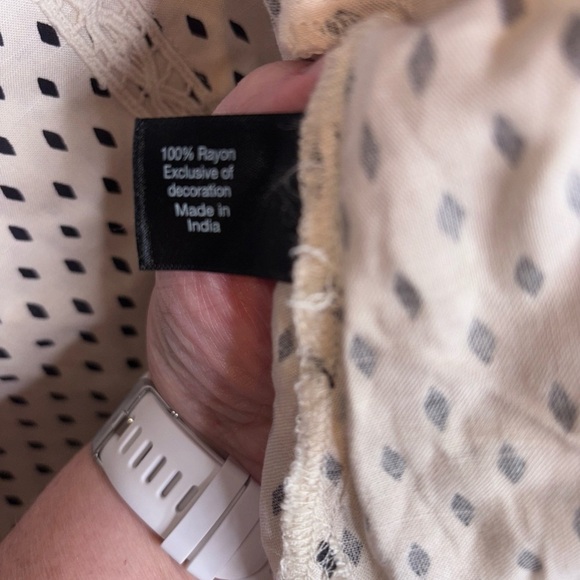 100% Rayon
Exclusive of
decoration
Made in
India